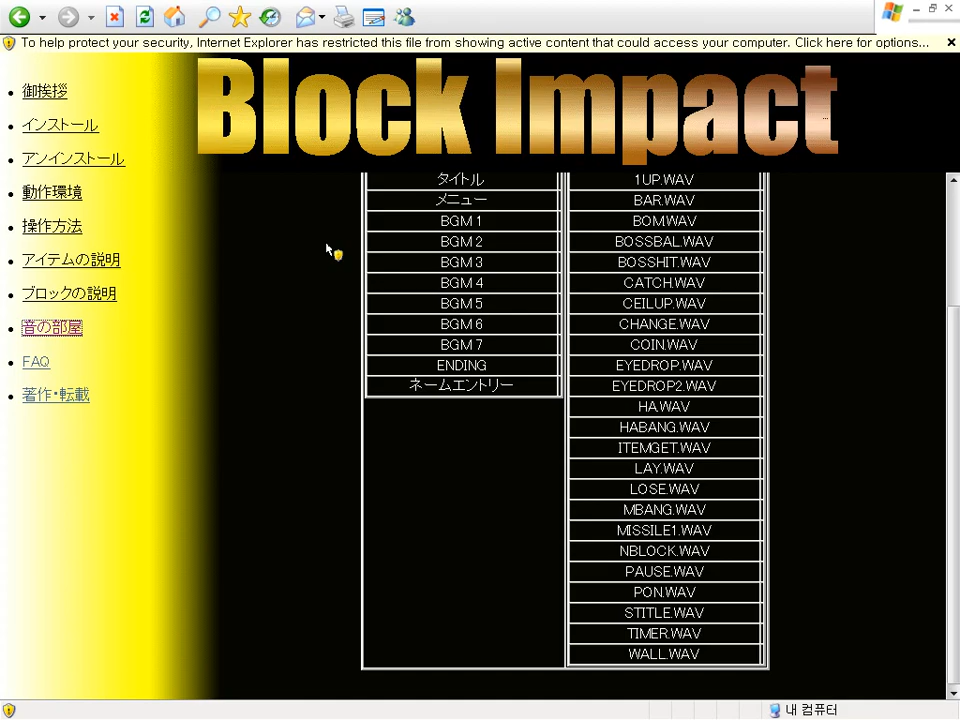 To help protect your security, Internet Explorer has restricted this file from showing active content that could access your computer. Click here for options...
Block Impact
御挨拶
インストール
アンインストール
動作環境
操作方法
アイテムの説明
ブロックの説明
音の部屋
FAQ
著作・転載
タイトル
メニュー
BGM 1
BGM 2
BGM 3
BGM 4
BGM 5
BGM 6
BGM 7
ENDING
ネームエントリー
1UP.WAV
BAR.WAV
BOM.WAV
BOSSBAL.WAV
BOSSHIT.WAV
CATCH.WAV
CEILUP.WAV
CHANGE.WAV
COIN.WAV
EYEDROP.WAV
EYEDROP2.WAV
HA.WAV
HABANG.WAV
ITEMGET.WAV
LAY.WAV
LOSE.WAV
MBANG.WAV
MISSILE1.WAV
NBLOCK.WAV
PAUSE.WAV
PON.WAV
STITLE.WAV
TIMER.WAV
WALL.WAV
내 컴퓨터